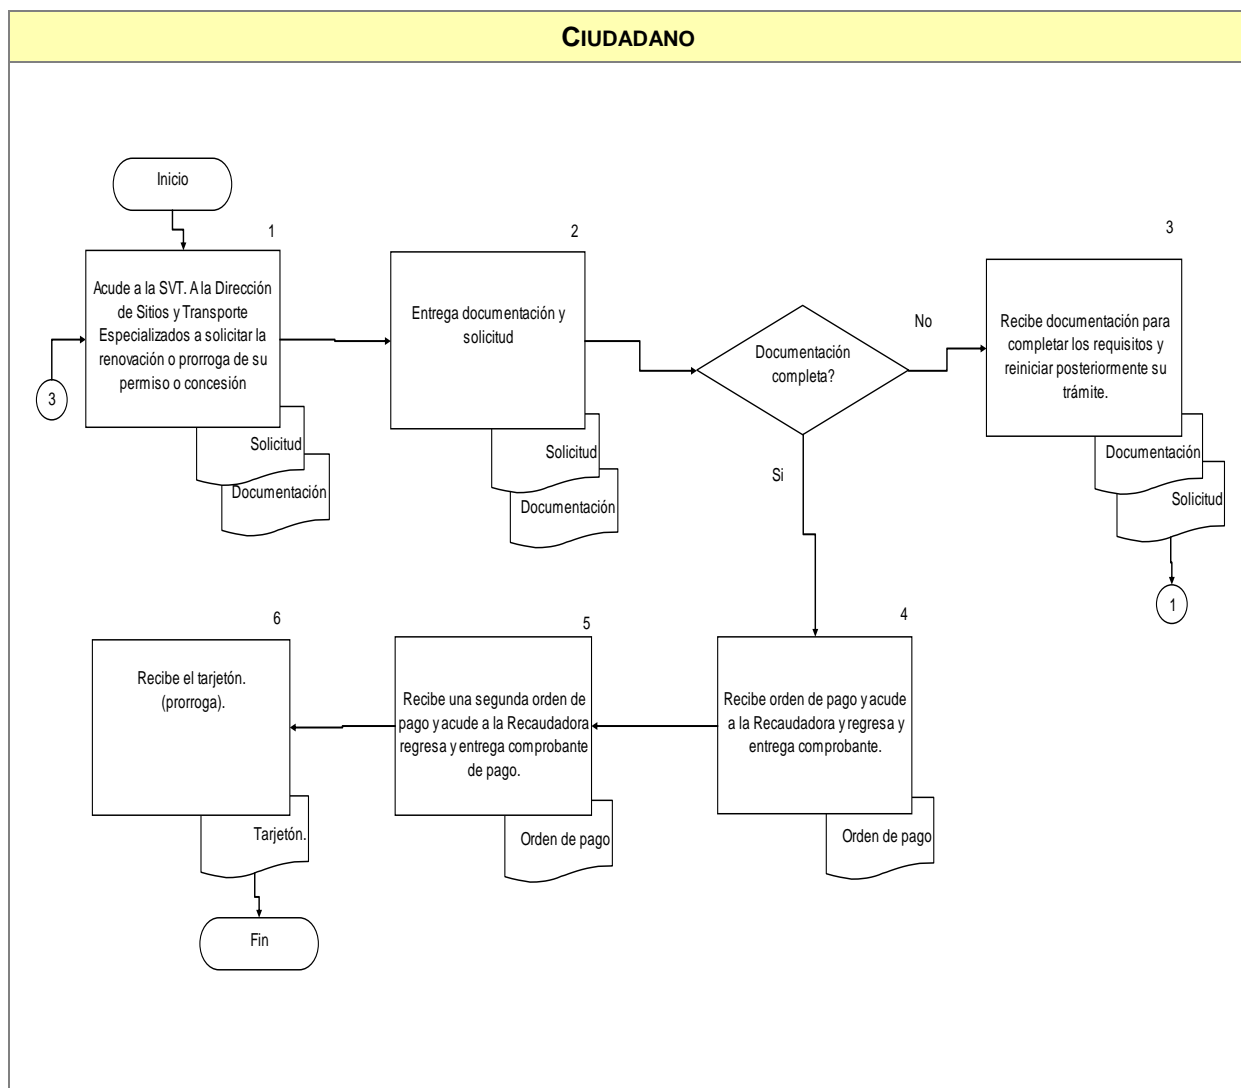 CIUDADANO
Inicio
1
Acude a la SVT. A la Dirección
de Sitios y Transporte
Especializados a solicitar la
renovación o prorroga de su
permiso o concesión
3
Solicitud
Documentación
2
Entrega documentación y
solicitud
Solicitud
Documentación
Documentación
completa?
No
Si
3
Recibe documentación para
completar los requisitos y
reiniciar posteriormente su
trámite.
Documentación
Solicitud
1
4
Recibe orden de pago y acude
a la Recaudadora y regresa y
entrega comprobante.
Orden de pago
5
Recibe una segunda orden de
pago y acude a la Recaudadora
regresa y entrega comprobante
de pago.
Orden de pago
6
Recibe el tarjetón.
(prorroga).
Tarjetón.
Fin